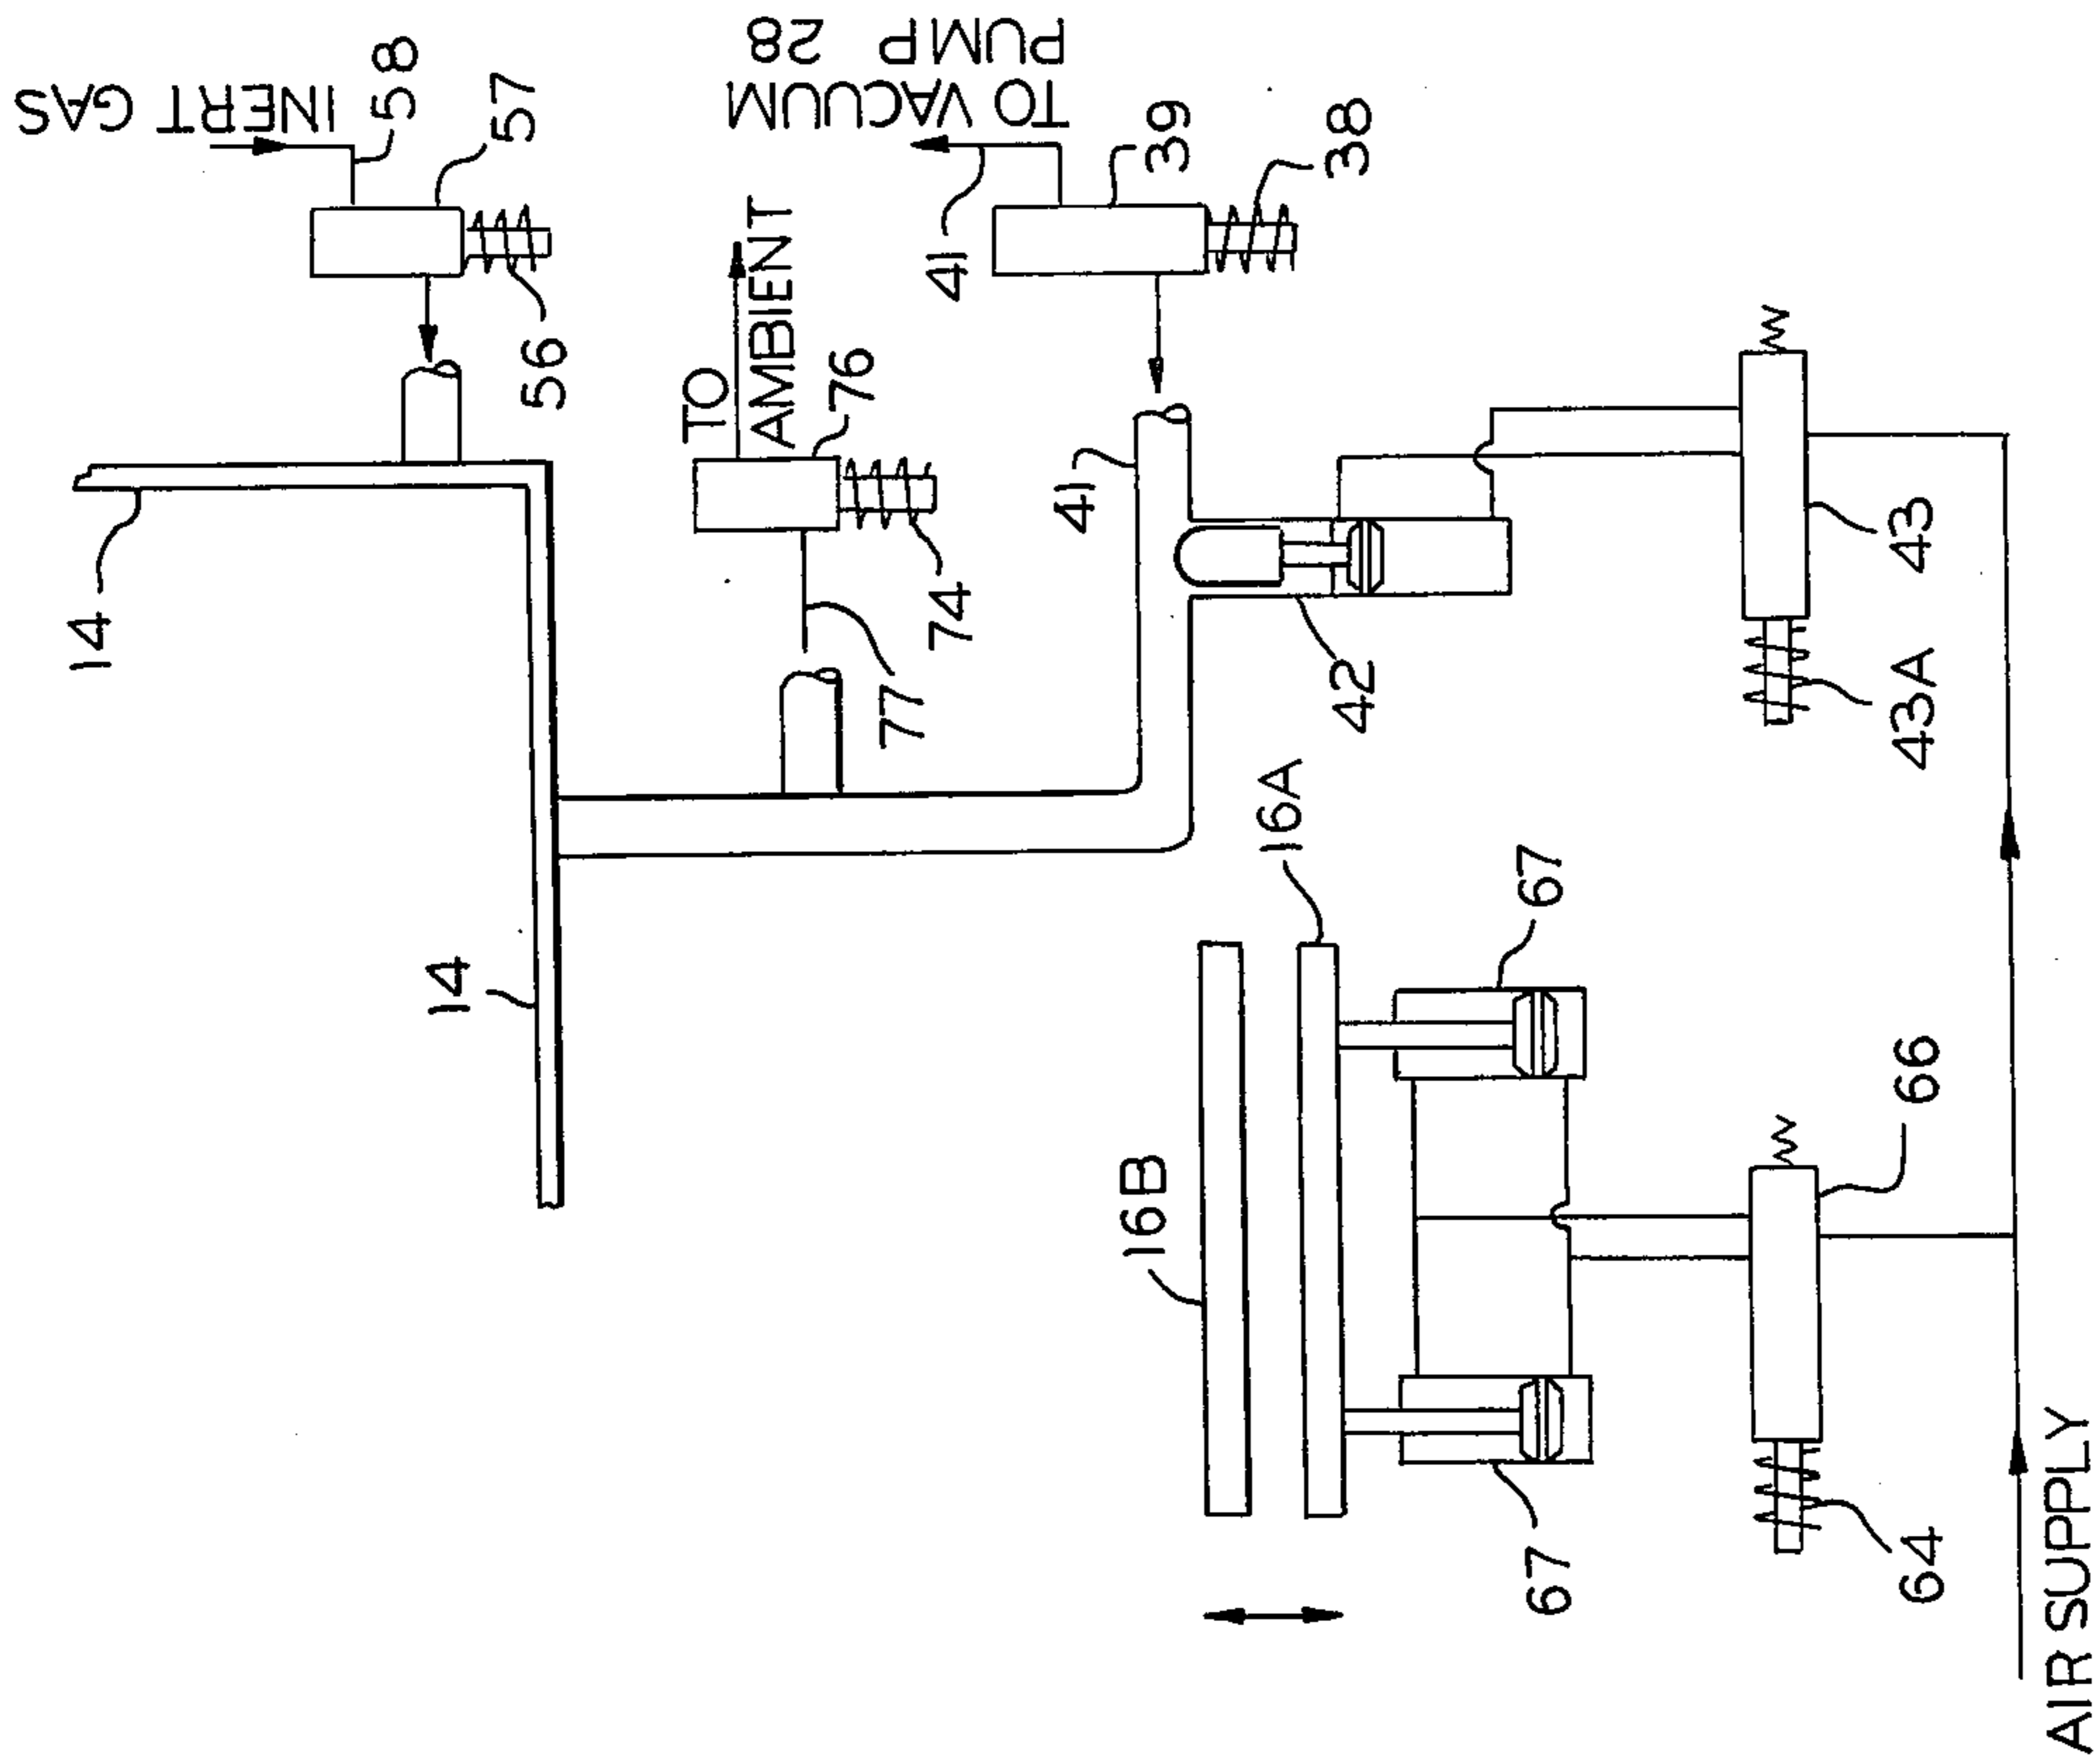 INERT GAS
58
57
56
14
14
TO
AMBIENT
76
74
77
TO VACUUM
PUMP 28
41
39
38
41
42
43
43A
16B
16A
67
67
66
64
AIR SUPPLY